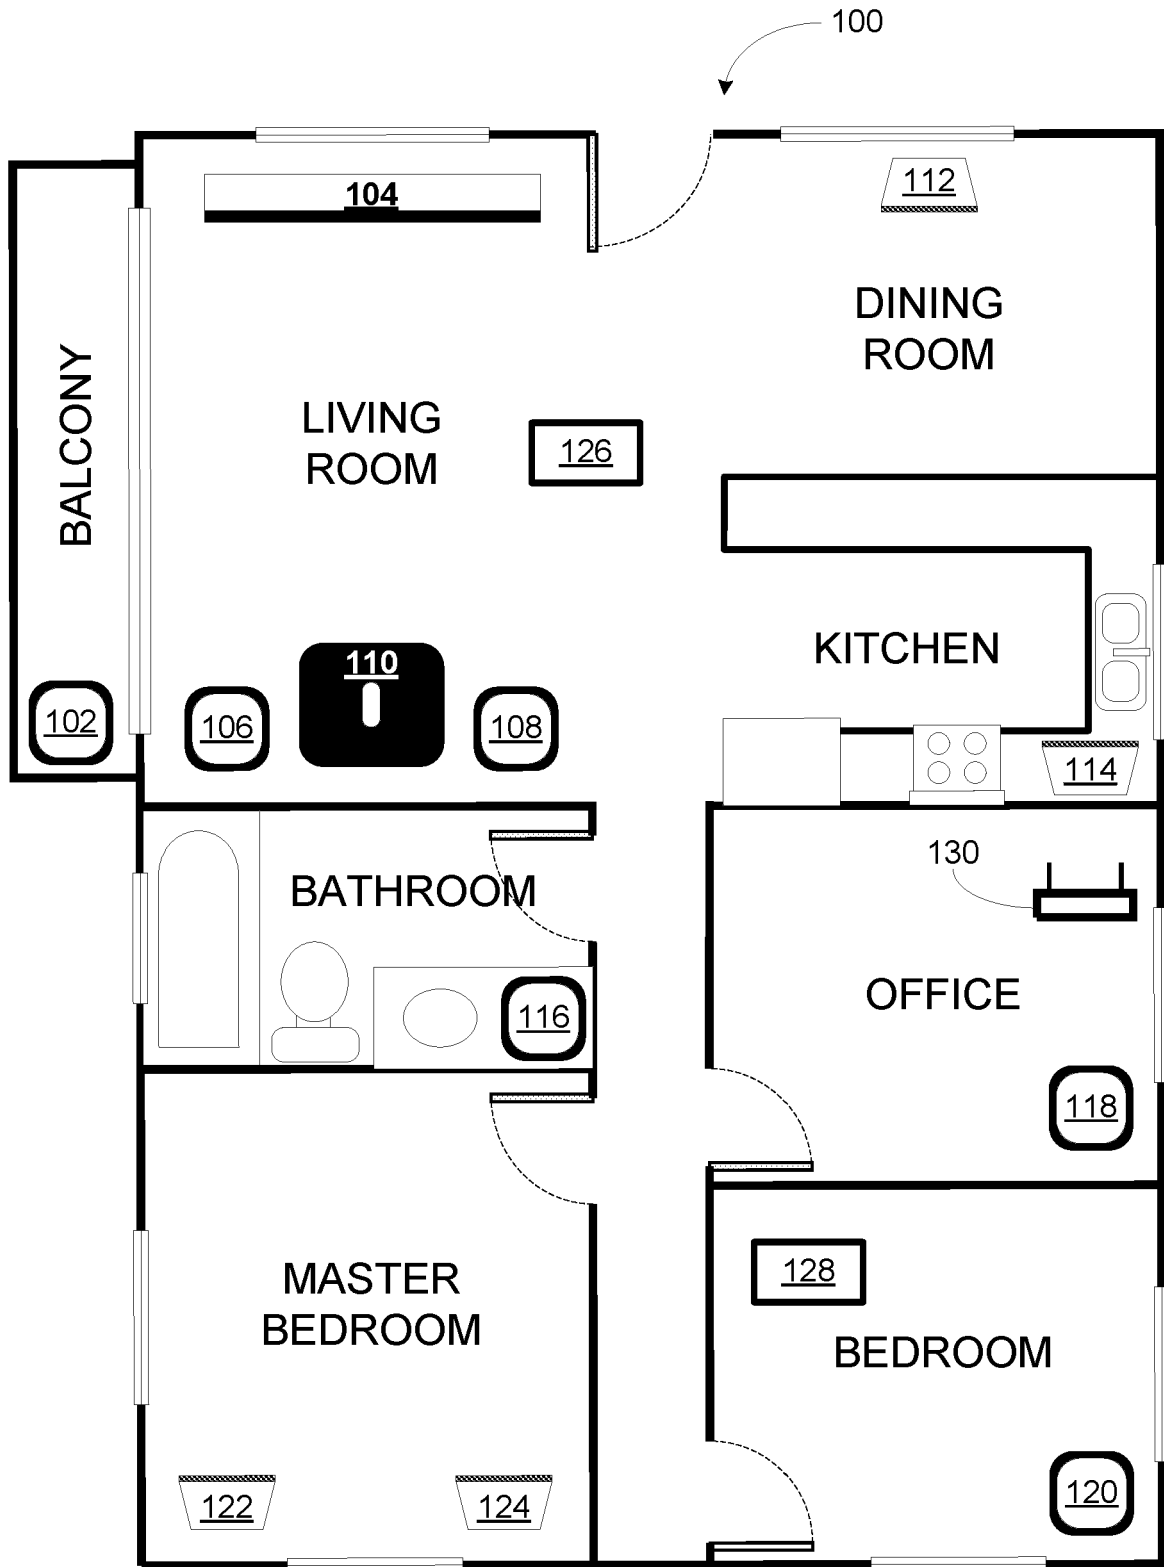 100
104
112
DINING
ROOM
BALCONY
LIVING
ROOM
126
KITCHEN
110
102
106
108
114
130
BATHROOM
OFFICE
116
118
128
MASTER
BEDROOM
BEDROOM
120
122
124